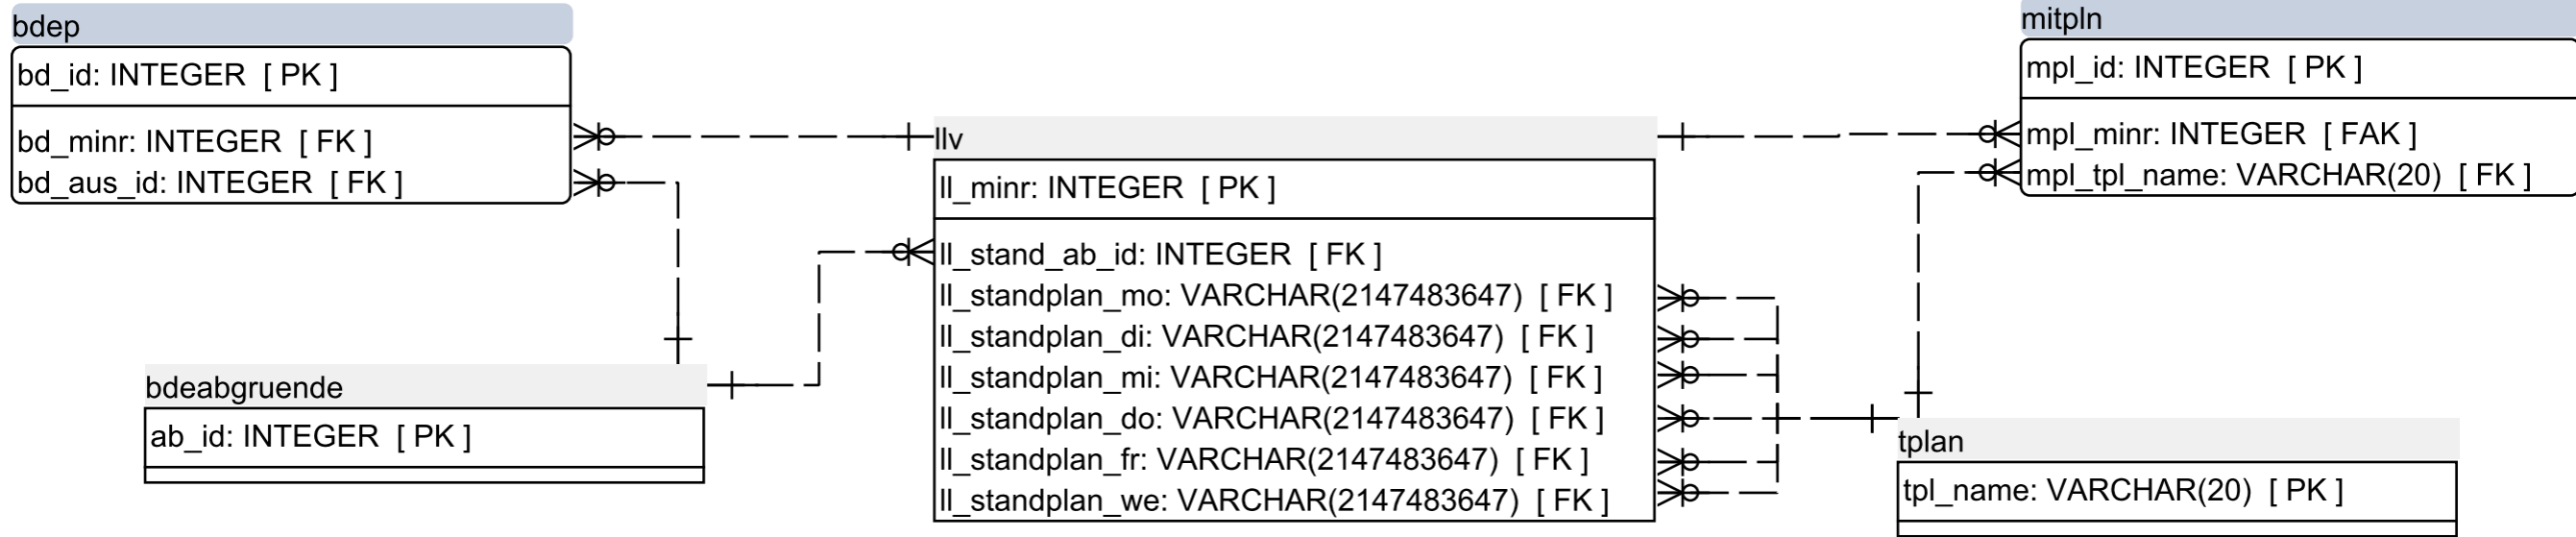 bdep
bd_id: INTEGER [ PK ]
bd_minr: INTEGER [ FK ]
bd_aus_id: INTEGER [ FK ]
bdeabgruende
ab_id: INTEGER [ PK ]
llv
ll_minr: INTEGER [ PK ]
ll_stand_ab_id: INTEGER [ FK ]
ll_standplan_mo: VARCHAR(2147483647) [ FK ]
ll_standplan_di: VARCHAR(2147483647) [ FK ]
ll_standplan_mi: VARCHAR(2147483647) [ FK ]
ll_standplan_do: VARCHAR(2147483647) [ FK ]
ll_standplan_fr: VARCHAR(2147483647) [ FK ]
ll_standplan_we: VARCHAR(2147483647) [ FK ]
mitpln
mpl_id: INTEGER [ PK ]
mpl_minr: INTEGER [ FAK ]
mpl_tpl_name: VARCHAR(20) [ FK ]
tplan
tpl_name: VARCHAR(20) [ PK ]